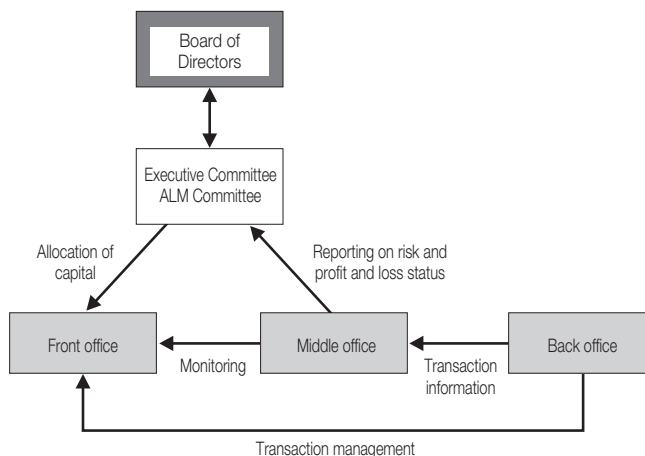 Board of
Directors
Executive Committee
ALM Committee
Allocation of
capital
Reporting on risk and
profit and loss status
Front office
Monitoring
Middle office
Transaction
information
Back office
Transaction management